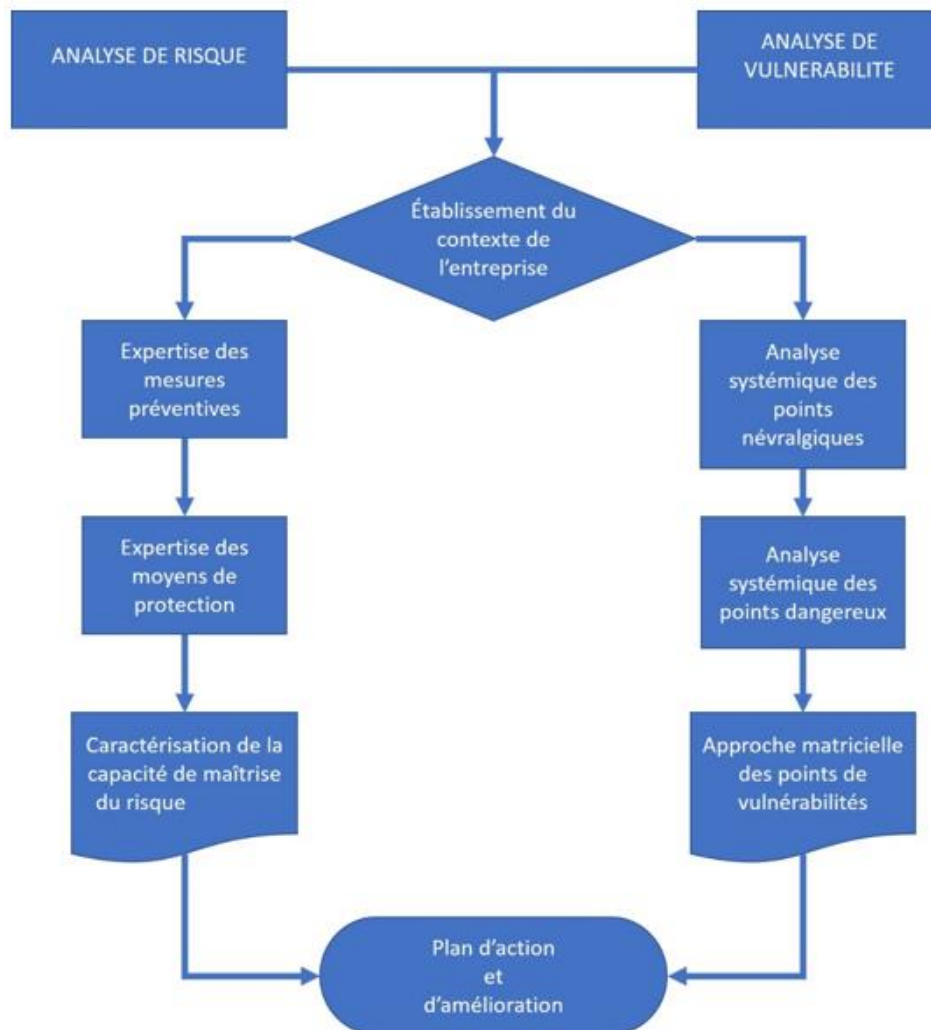 ANALYSE DE RISQUE
ANALYSE DE
VULNERABILITE
Établissement du
contexte de
l'entreprise
Expertise des
mesures
préventives
Analyse
systémique des
points
névralgiques
Expertise des
moyens de
protection
Analyse
systémique des
points dangereux
Caractérisation de la
capacité de maîtrise
du risque
Approche matricielle
des points de
vulnérabilités
Plan d'action
et
d'amélioration